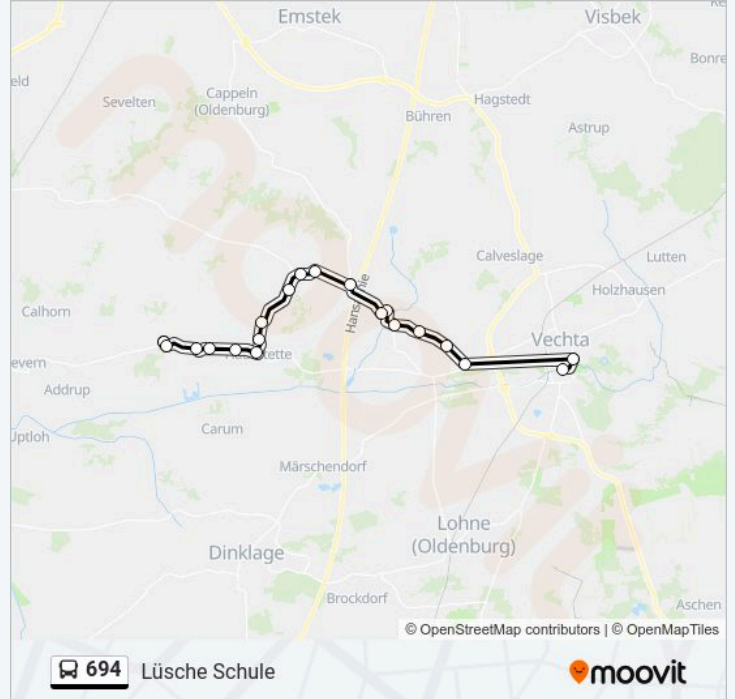 Emstek
Visbek
eld
Bonre
Sevelten
Cappeln
(Oldenburg)
Hagstedt
Bühren
Astrup
Calveslage
Lutten
Holzhausen
Calhorn
Vechta
evern
Addrup
Carum
Uptloh
Märschendorf
Lohne
(Oldenburg)
Dinklage
Brockdorf
Aschen
© OpenStreetMap contributors | © OpenMapTiles
694 Lüsche Schule
moovit